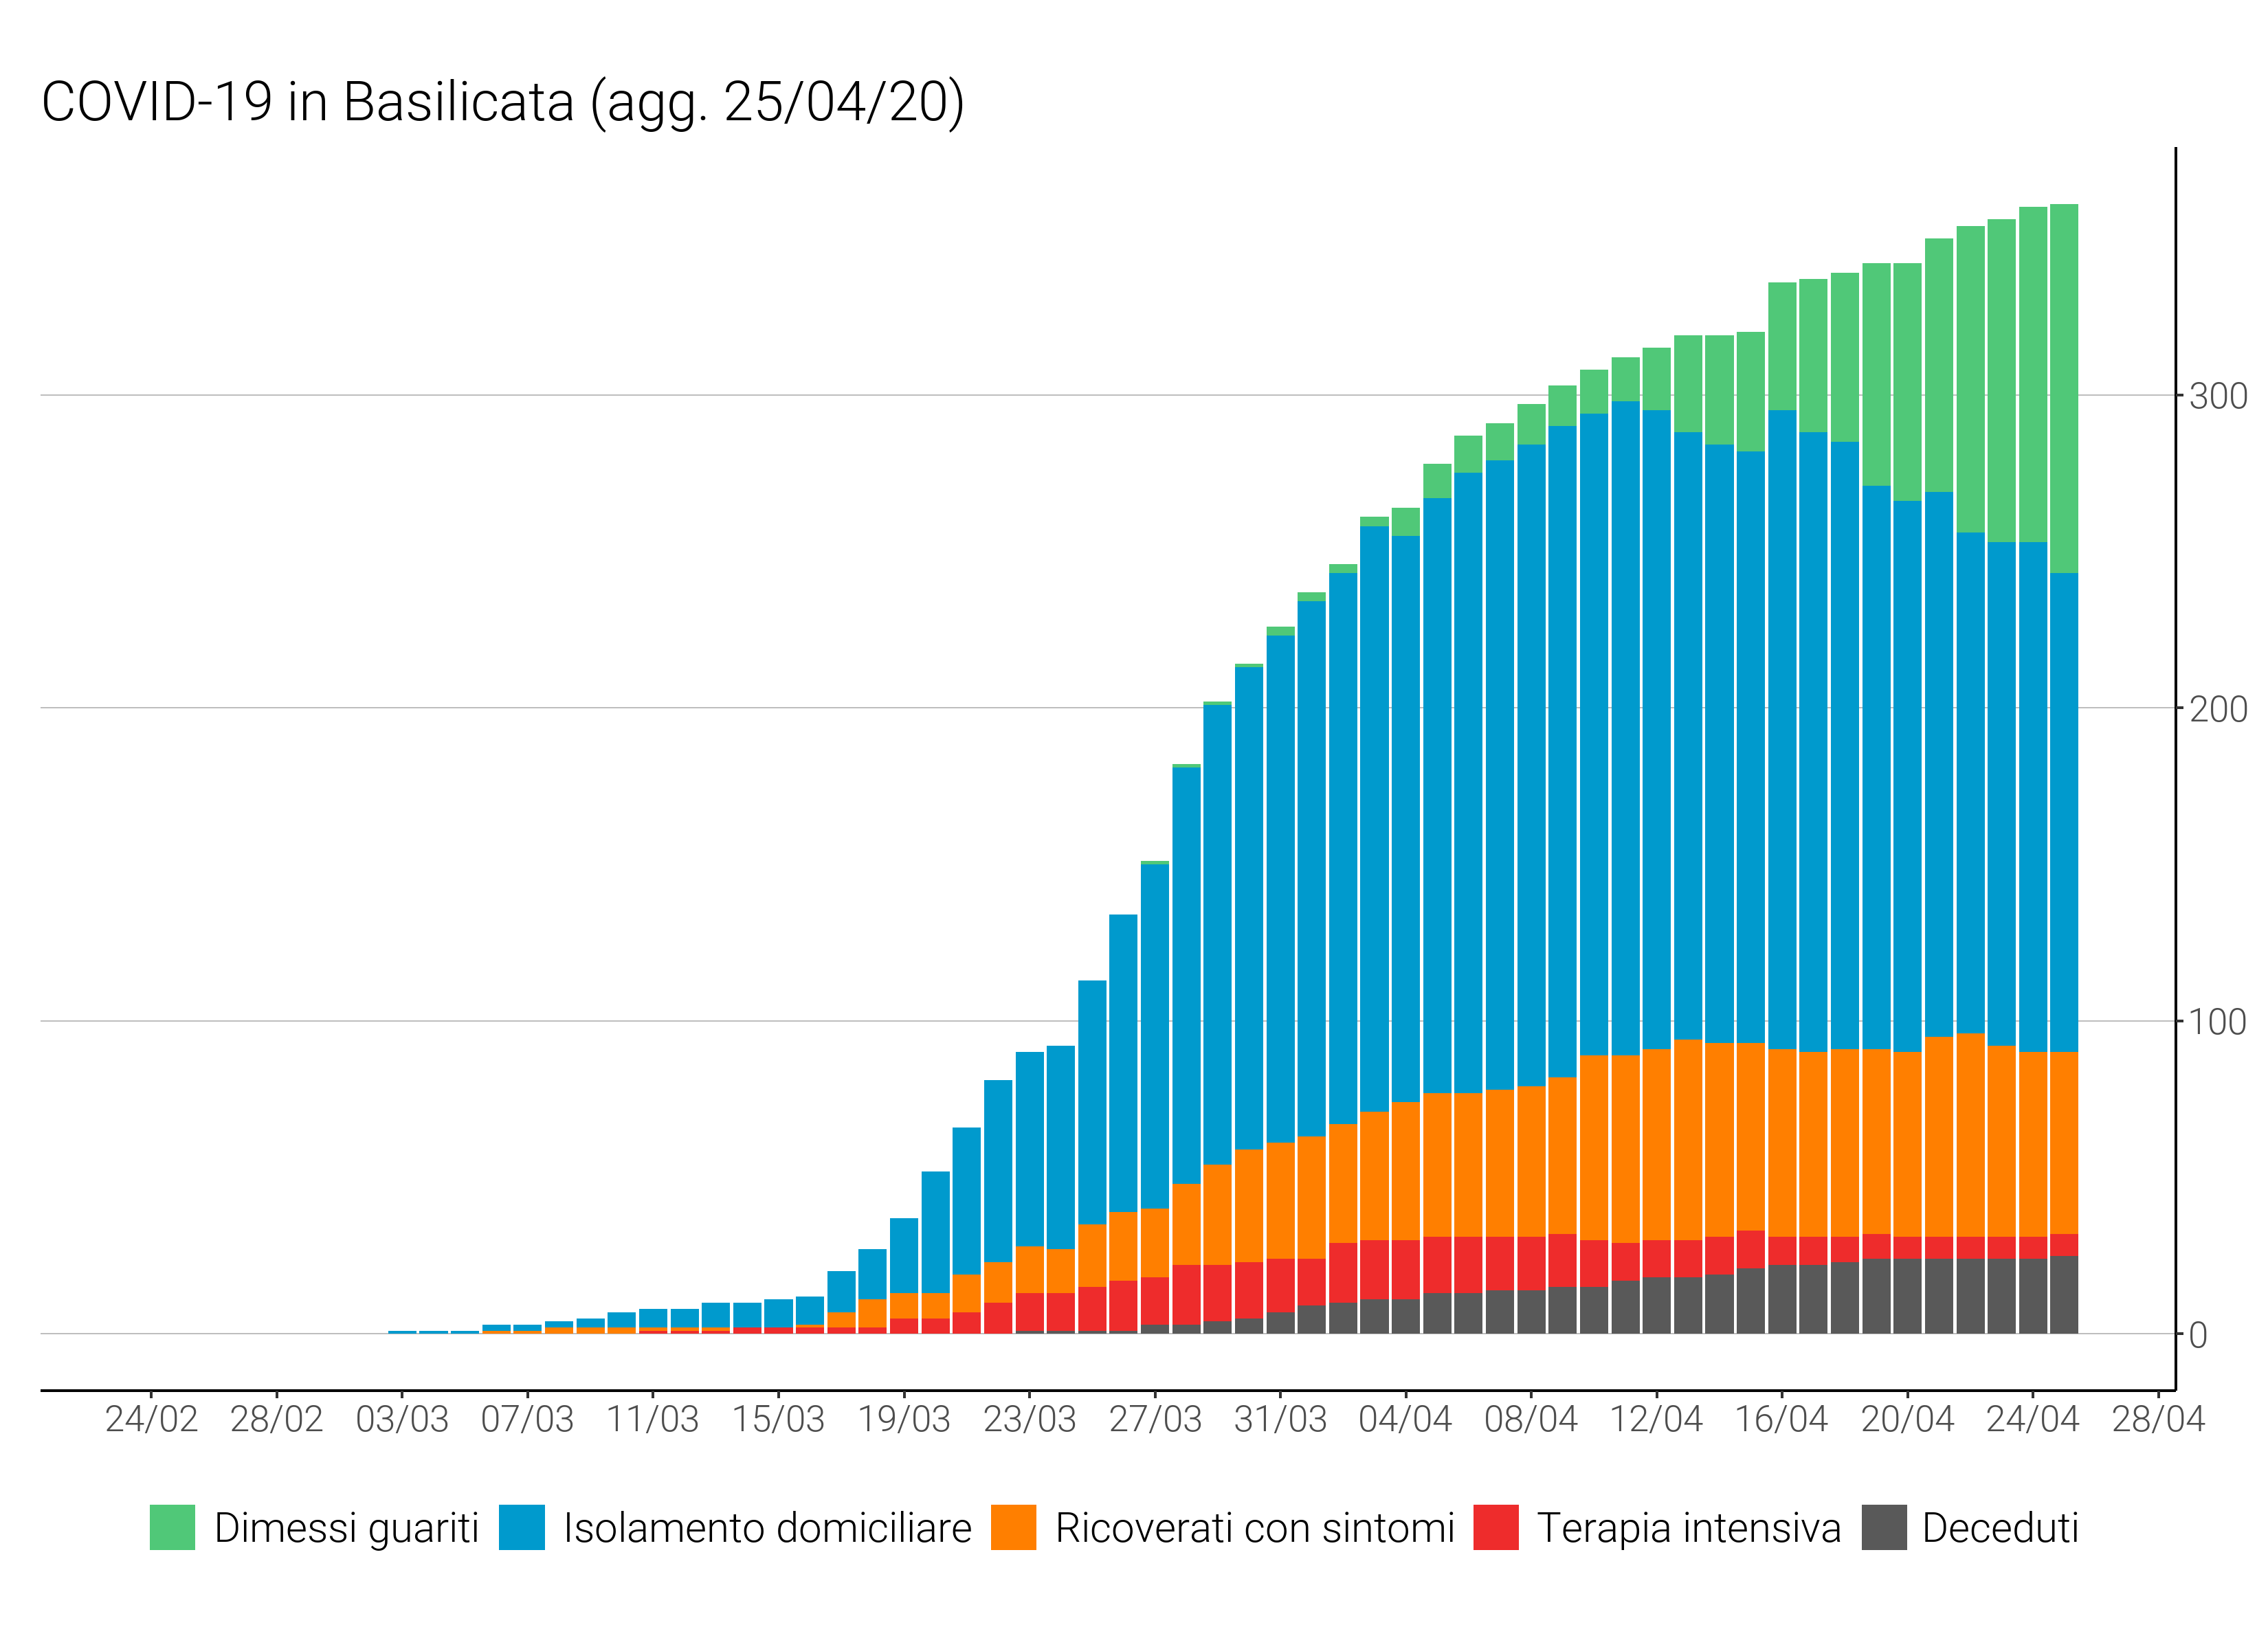 COVID-19 in Basilicata (agg. 25/04/20)
300
200
100
0
24/02 28/02 03/03 07/03 11/03 15/03 19/03 23/03 27/03 31/03 04/04 08/04 12/04 16/04 20/04 24/04 28/04
Dimessi guariti Isolamento domiciliare Ricoverati con sintomi Terapia intensiva Deceduti